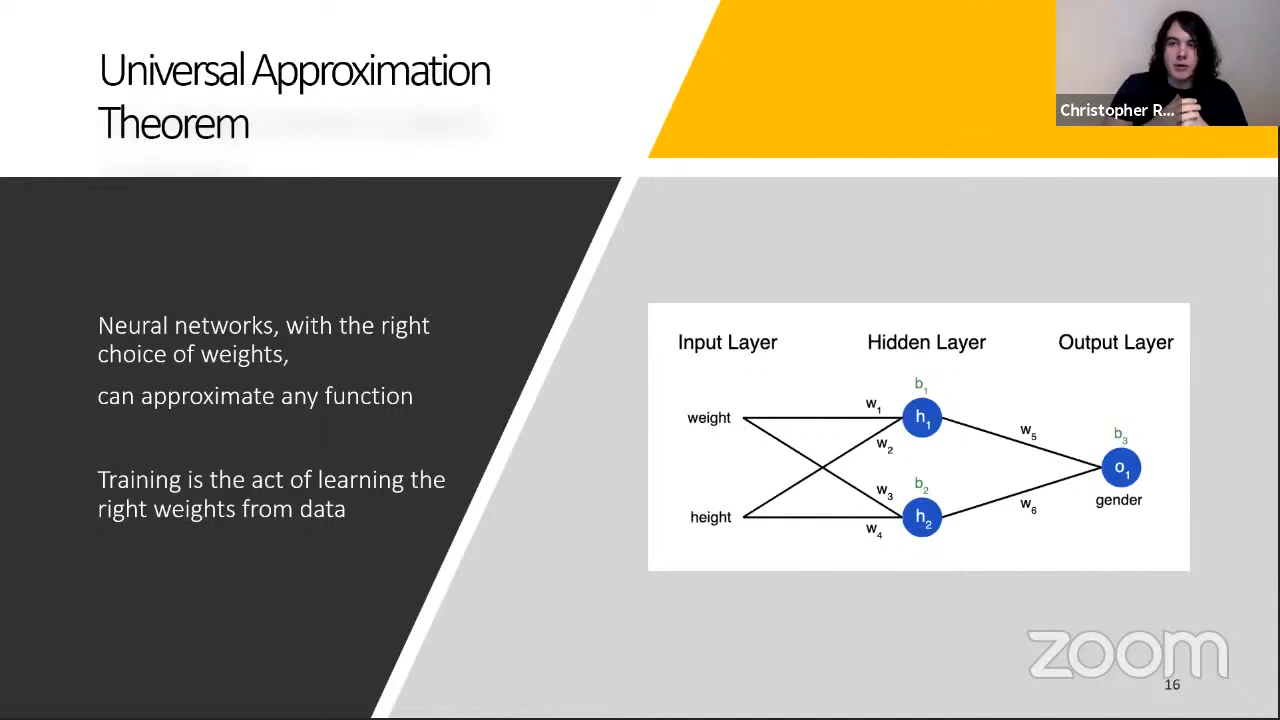 Universal Approximation
Theorem
Christopher R...
Neural networks, with the right
choice of weights,
can approximate any function
Training is the act of learning the
right weights from data
Input Layer
Hidden Layer
Output Layer
b1
w1
weight
h1
w2
w5
b3
o1
gender
w3
b2
w6
height
h2
w4
zoom
16